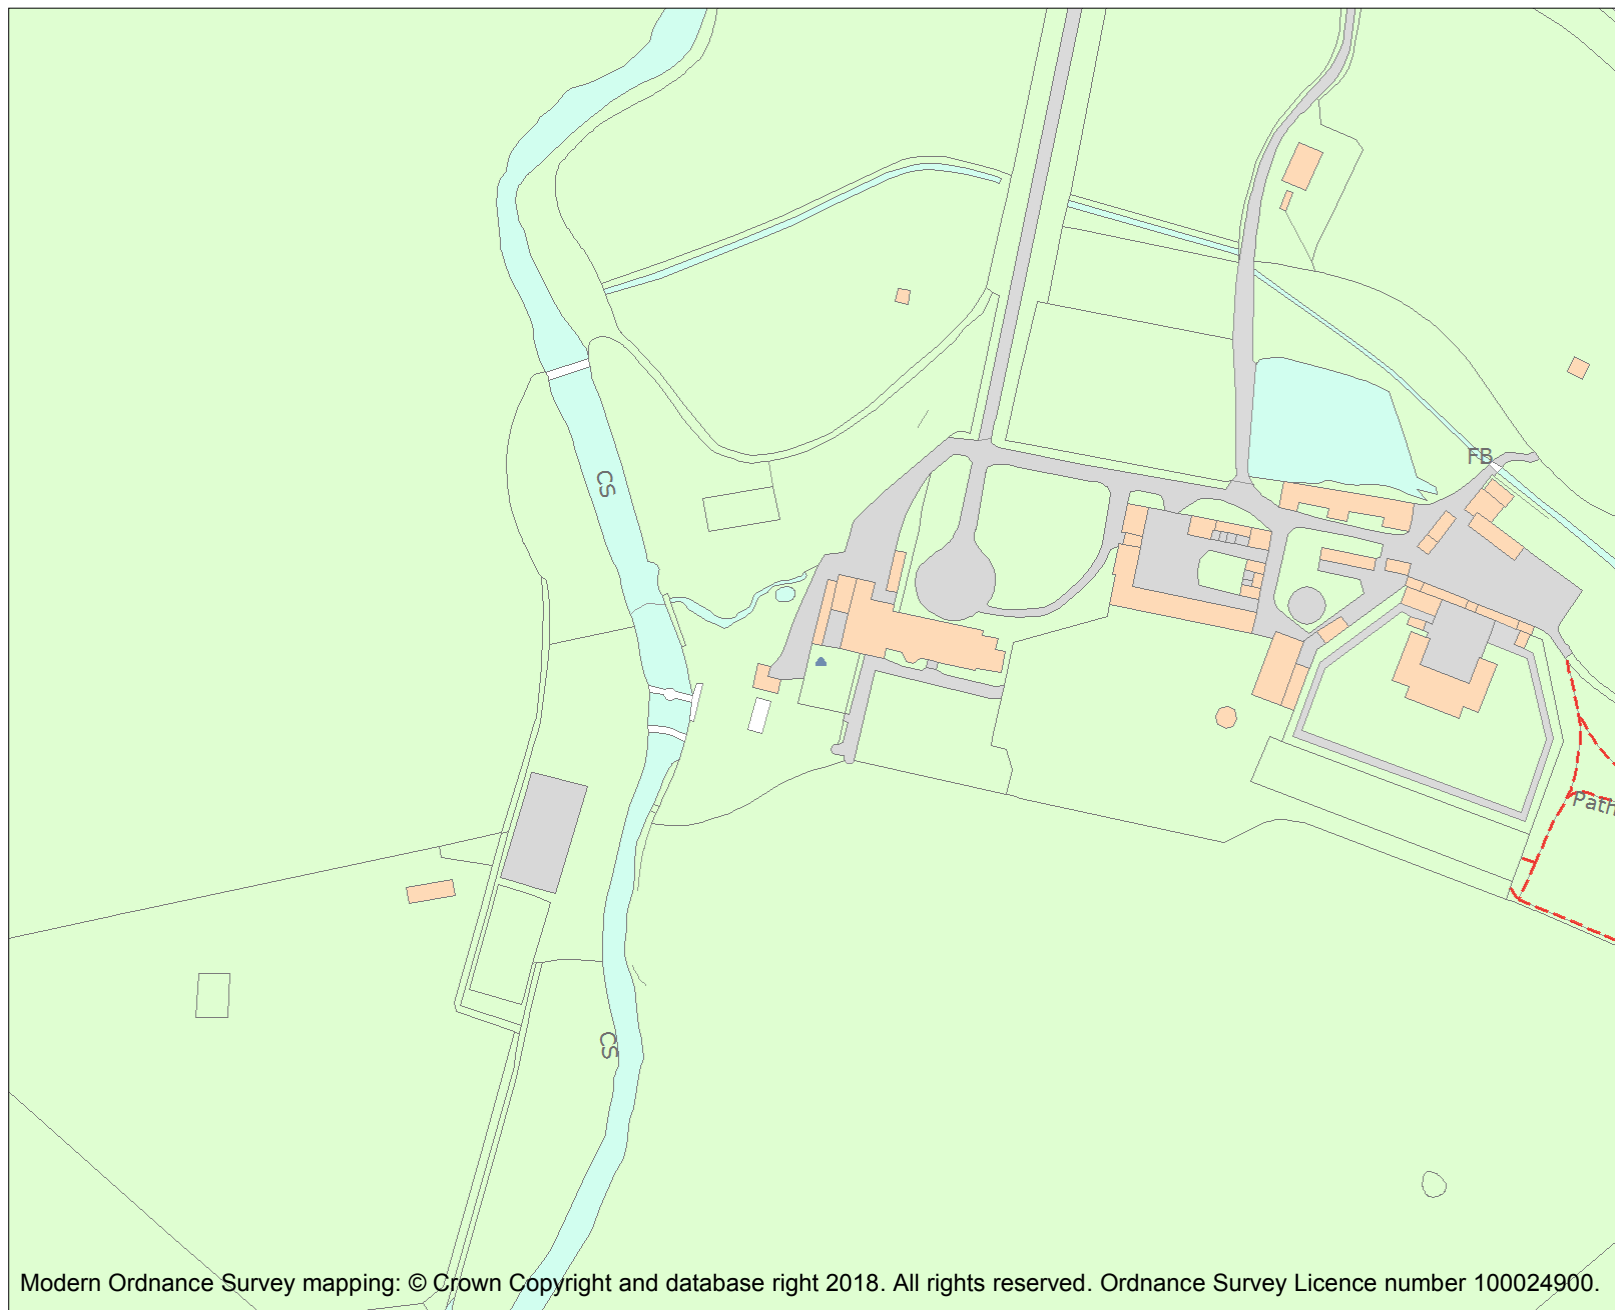 FB
CS
Path
CS
Modern Ordnance Survey mapping: © Crown Copyright and database right 2018. All rights reserved. Ordnance Survey Licence number 100024900.